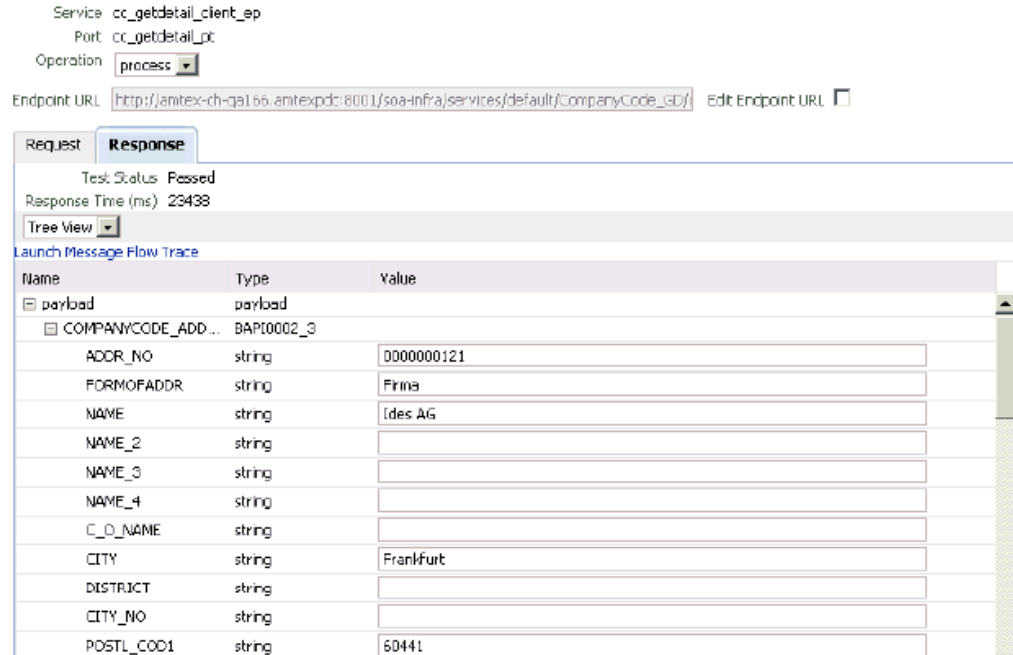 Service cc_getdetail_client_ep
Port cc_getdetail_pt
Operation process
Endpoint URL http://amtex-ch-qa166.amtexpdc:8001/soa-infra/services/default/CompanyCode_GD/ Edit Endpoint URL
Request Response
Test Status Passed
Response Time (ms) 23438
Tree View
Launch Message Flow Trace
Name Type Value
payload payload
COMPANYCODE_ADD... BAPI0002_3
ADDR_NO string 0000000121
FORMOFADDR string Firma
NAME string Ides AG
NAME_2 string
NAME_3 string
NAME_4 string
C_O_NAME string
CITY string Frankfurt
DISTRICT string
CITY_NO string
POSTL_COD1 string 60441